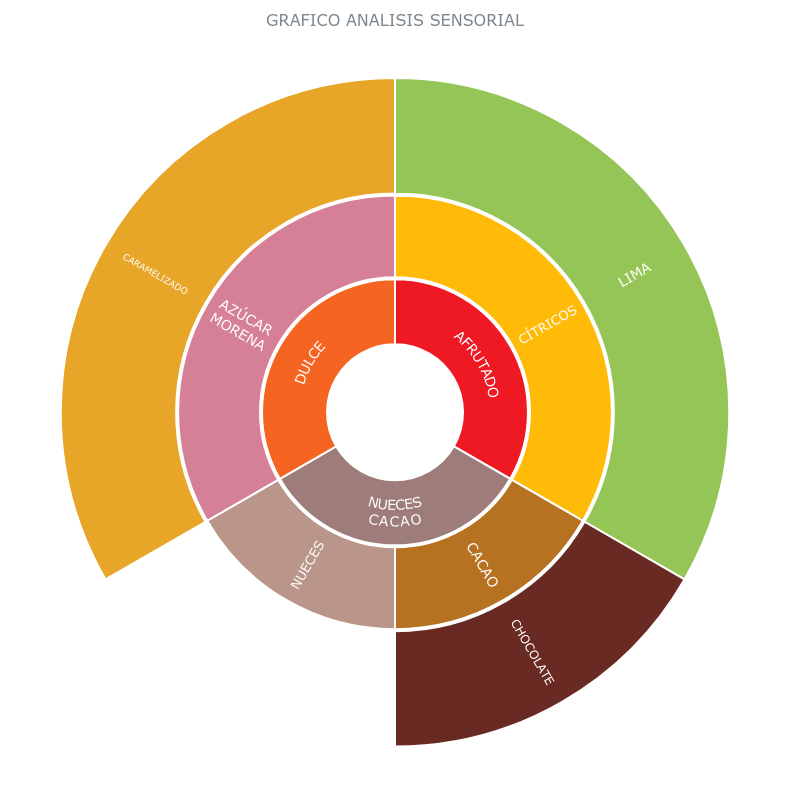 GRAFICO ANALISIS SENSORIAL
AFRUTADO
CÍTRICOS
LIMA
NUECES
CACAO
CACAO
CHOCOLATE
NUECES
DULCE
AZÚCAR
MORENA
CARAMELIZADO